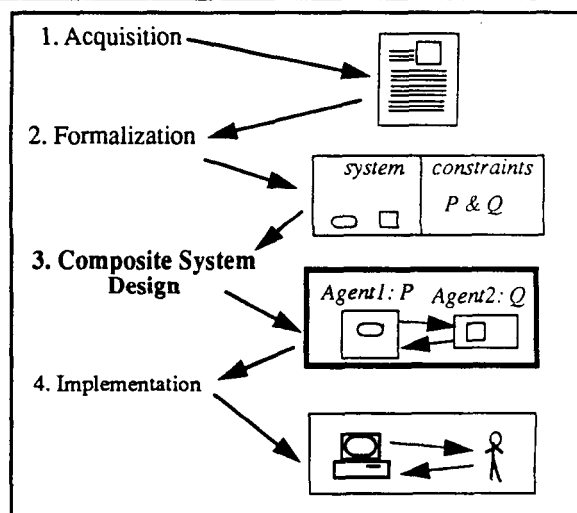 1. Acquisition
2. Formalization
system constraints
P & Q
3. Composite System
Design
Agent1: P Agent2: Q
4. Implementation